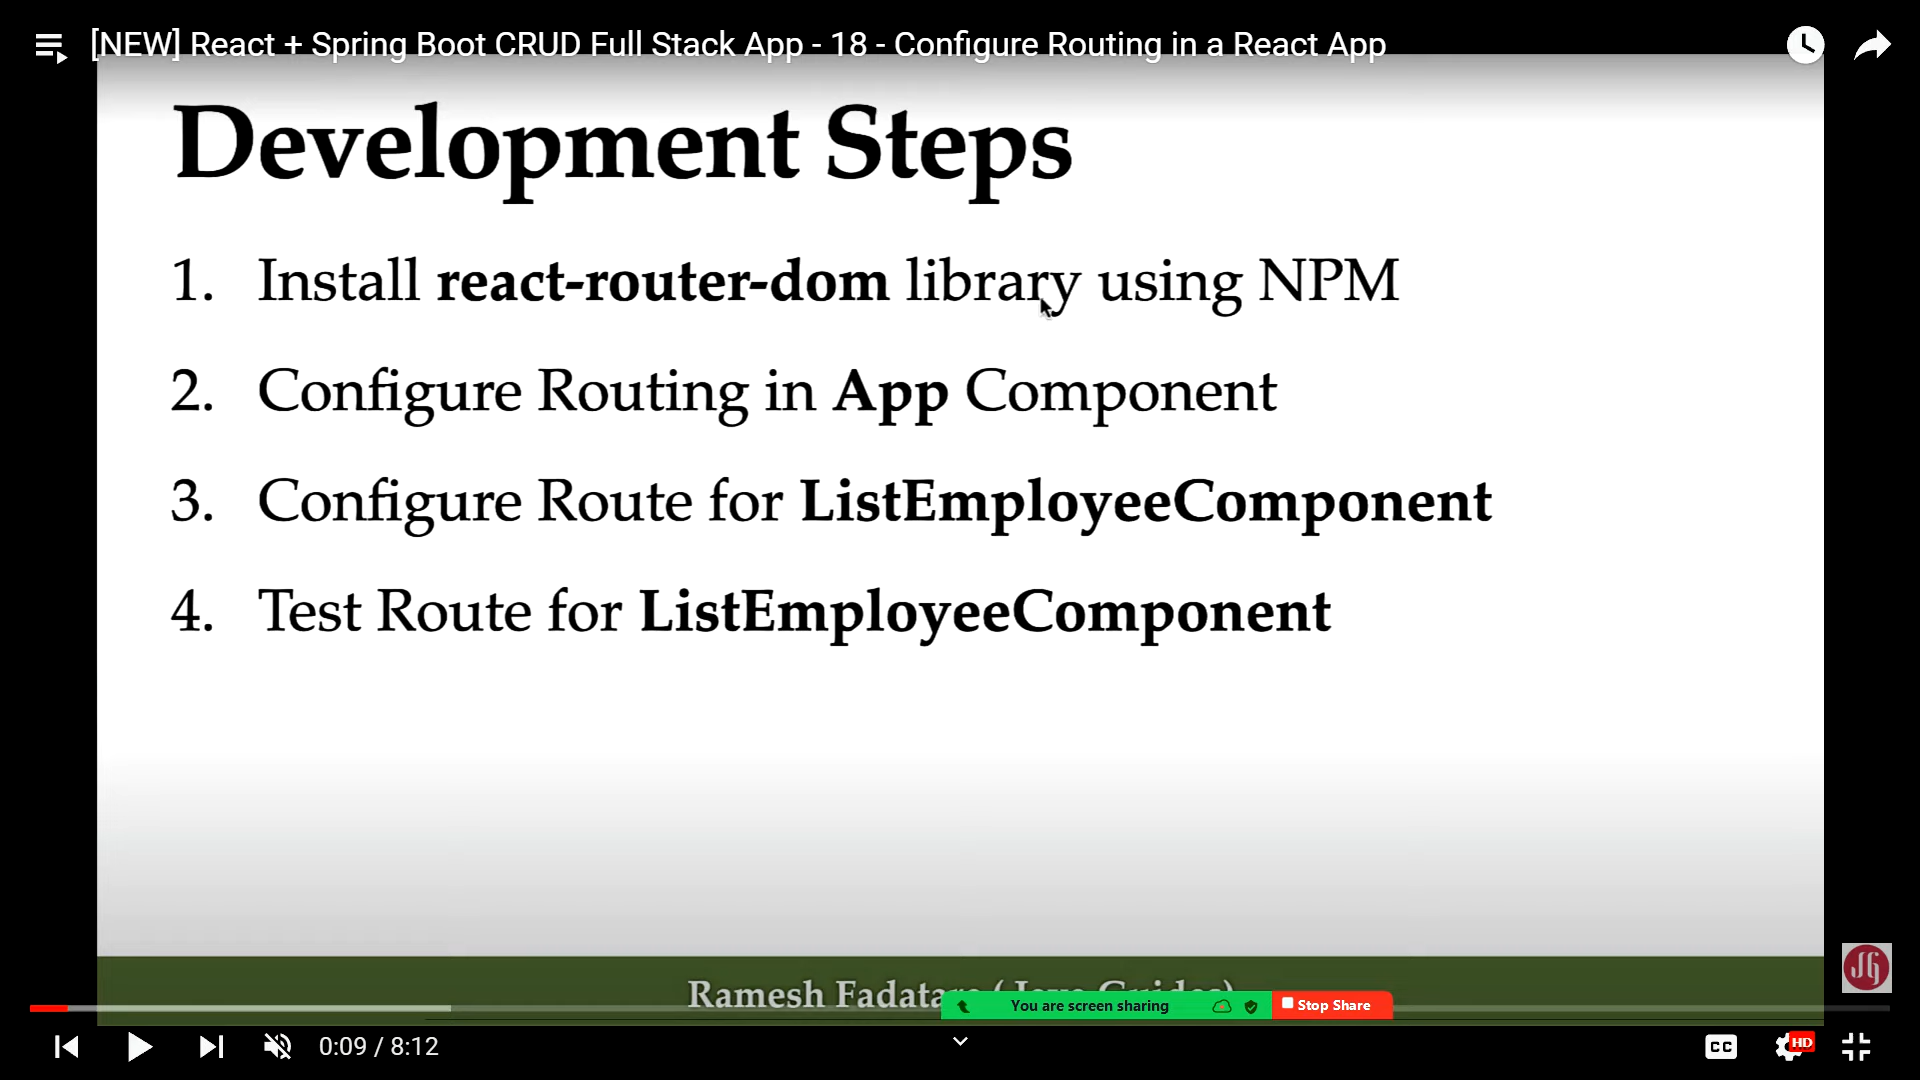 [NEW] React + Spring Boot CRUD Full Stack App - 18 - Configure Routing in a React App
Development Steps
1. Install react-router-dom library using NPM
2. Configure Routing in App Component
3. Configure Route for ListEmployeeComponent
4. Test Route for ListEmployeeComponent
Ramesh Fadatare (Java Guides)
You are screen sharing
Stop Share
0:09 / 8:12
CC
HD